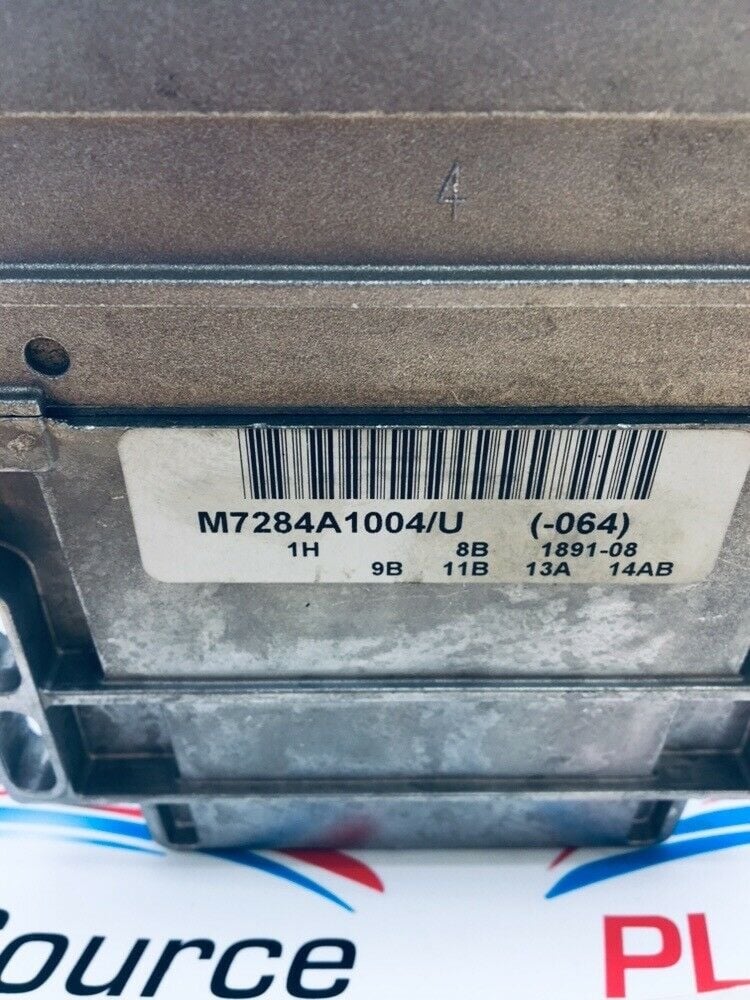 4
M7284A1004/U (-064)
1H 8B 1891-08
9B 11B 13A 14AB
ource PL